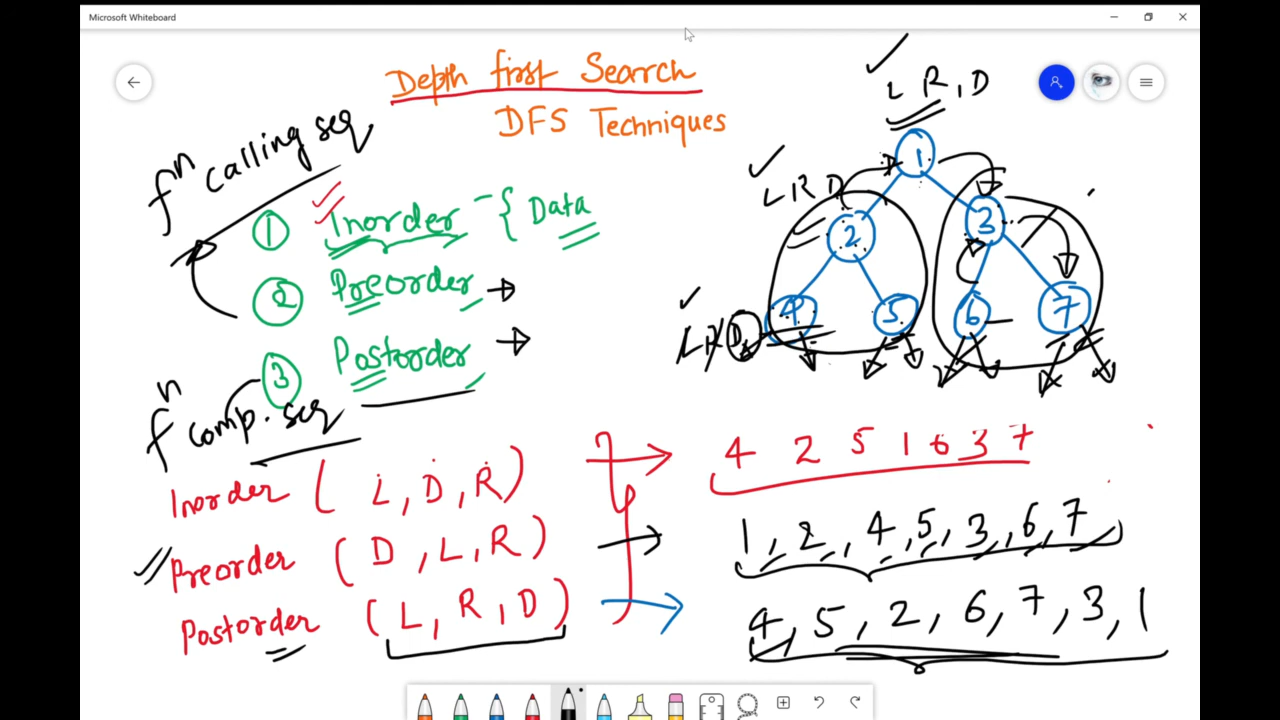 Microsoft Whiteboard
Depth first Search
DFS Techniques
L R, D
fⁿ calling seq
L R D
1
① Inorder - { Data
2
3
② Preorder →
4
5
6
7
L R D
③ Postorder →
fⁿ comp. seq
Inorder ( L, D, R )
4 2 5 1 6 3 7
Preorder ( D, L, R )
1, 2, 4, 5, 3, 6, 7
Postorder ( L, R, D )
4, 5, 2, 6, 7, 3, 1